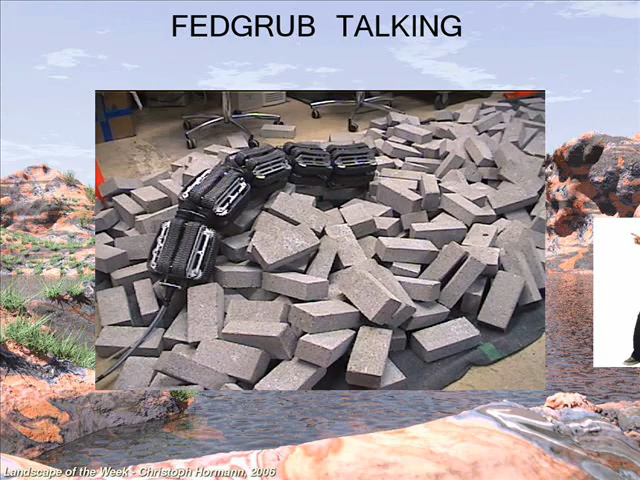 FEDGRUB TALKING
Landscape of the Week - Christoph Hormann, 2006